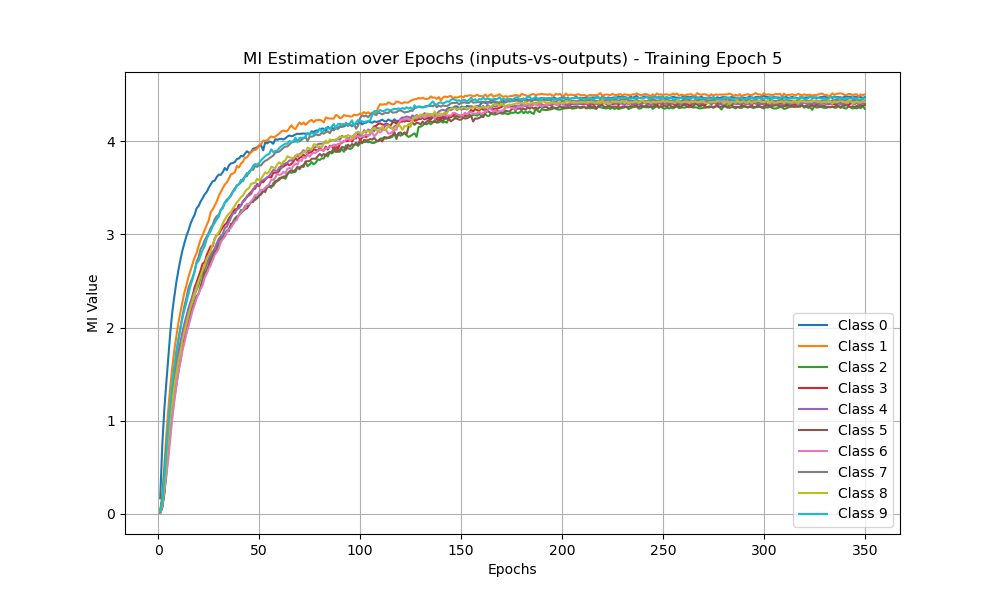 MI Estimation over Epochs (inputs-vs-outputs) - Training Epoch 5
MI Value
4
3
2
1
0
0 50 100 150 200 250 300 350
Epochs
Class 0
Class 1
Class 2
Class 3
Class 4
Class 5
Class 6
Class 7
Class 8
Class 9